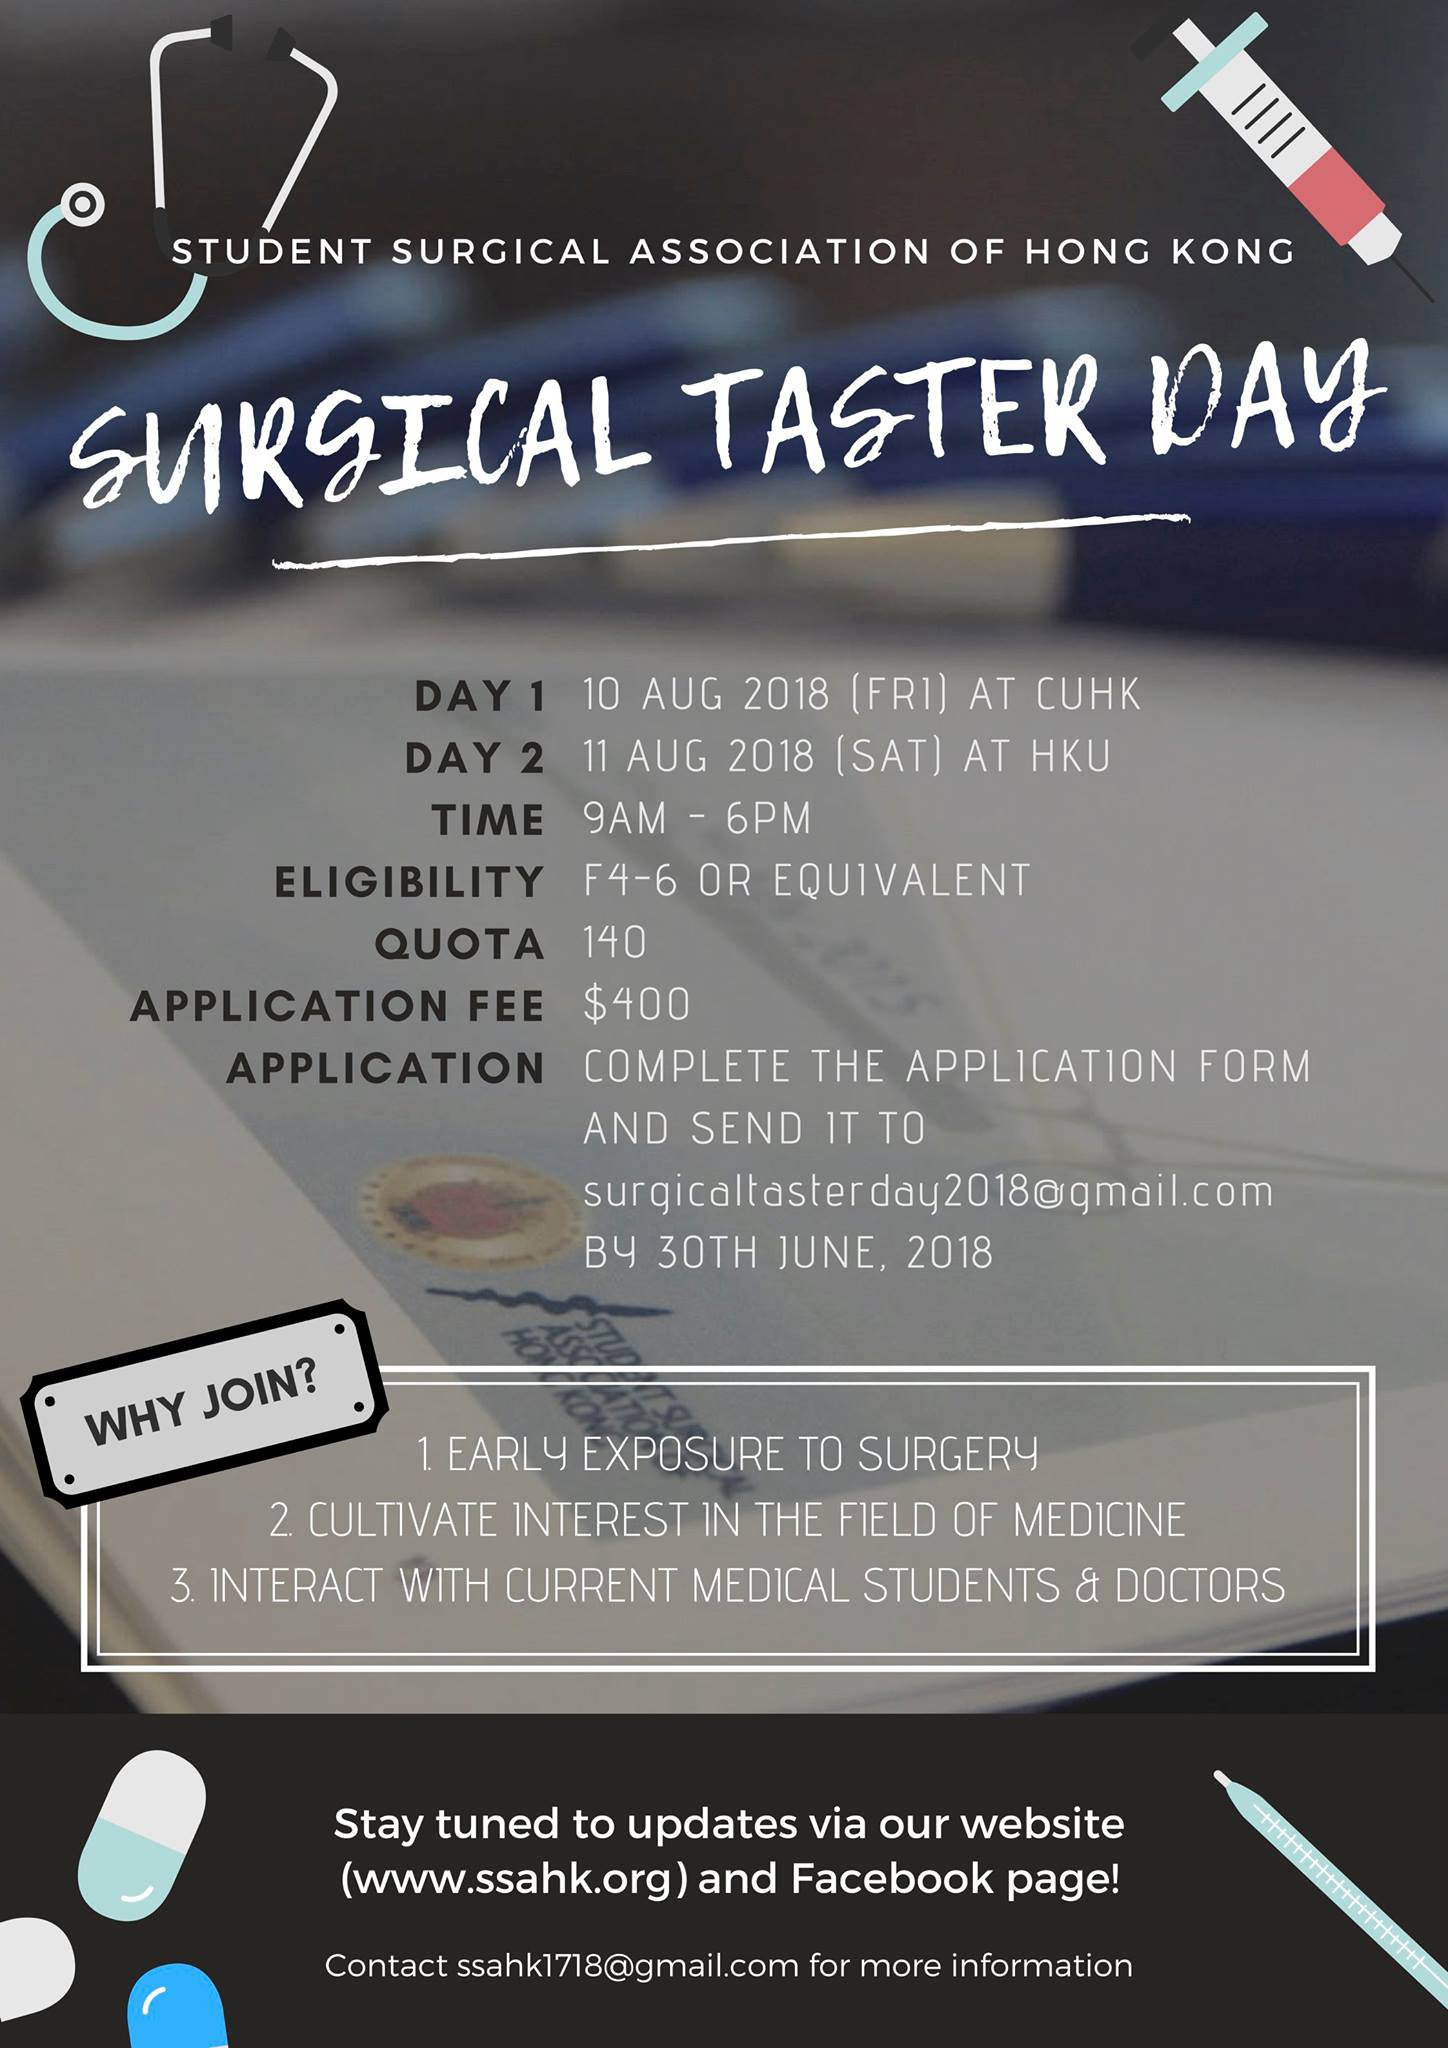 STUDENT SURGICAL ASSOCIATION OF HONG KONG
SURGICAL TASTER DAY
DAY 1 10 AUG 2018 (FRI) AT CUHK
DAY 2 11 AUG 2018 (SAT) AT HKU
TIME 9AM - 6PM
ELIGIBILITY F4-6 OR EQUIVALENT
QUOTA 140
APPLICATION FEE $400
APPLICATION COMPLETE THE APPLICATION FORM
AND SEND IT TO
surgicaltasterday2018@gmail.com
BY 30TH JUNE, 2018
STUDENT
ASSOCIATION
HONG KONG
WHY JOIN?
1. EARLY EXPOSURE TO SURGERY
2. CULTIVATE INTEREST IN THE FIELD OF MEDICINE
3. INTERACT WITH CURRENT MEDICAL STUDENTS & DOCTORS
Stay tuned to updates via our website
(www.ssahk.org) and Facebook page!
Contact ssahk1718@gmail.com for more information